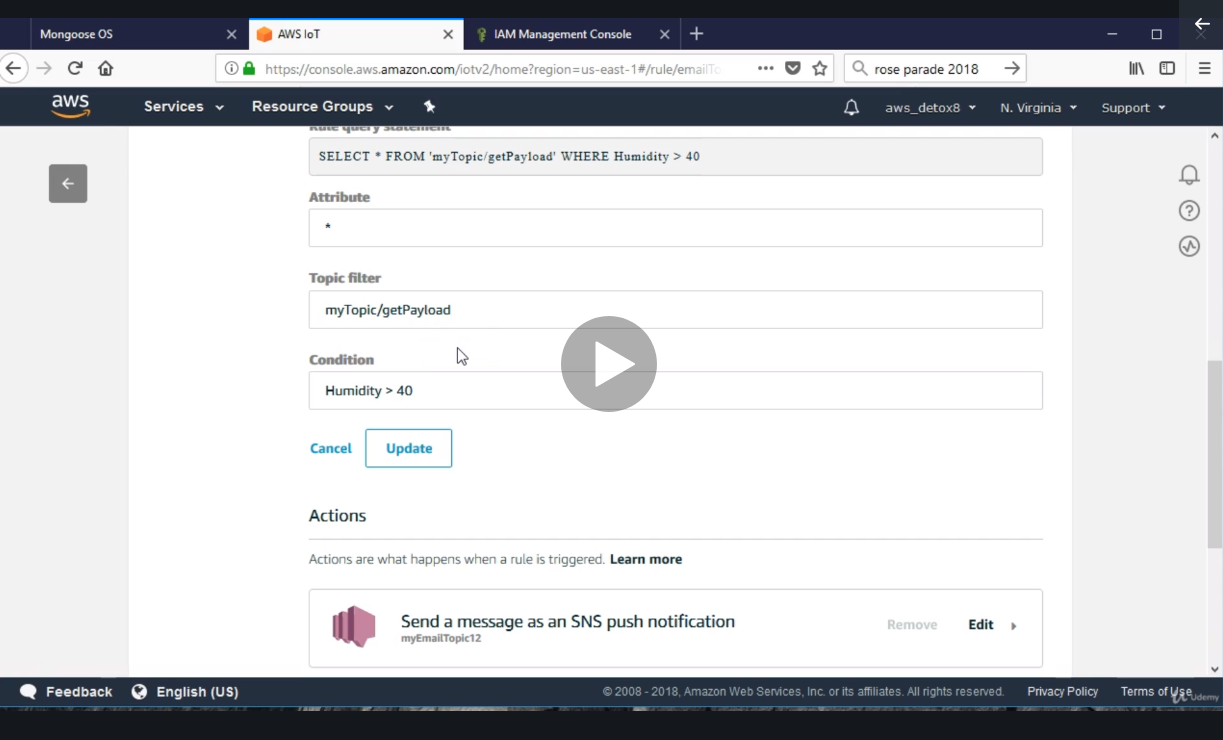 Mongoose OS
AWS IoT
IAM Management Console
https://console.aws.amazon.com/iotv2/home?region=us-east-1#/rule/emailTo
rose parade 2018
aws
Services
Resource Groups
aws_detox8
N. Virginia
Support
Rule query statement
SELECT * FROM 'myTopic/getPayload' WHERE Humidity > 40
Attribute
*
Topic filter
myTopic/getPayload
Condition
Humidity > 40
Cancel
Update
Actions
Actions are what happens when a rule is triggered. Learn more
Send a message as an SNS push notification
myEmailTopic12
Remove
Edit
Feedback
English (US)
© 2008 - 2018, Amazon Web Services, Inc. or its affiliates. All rights reserved.
Privacy Policy
Terms of Use
Udemy